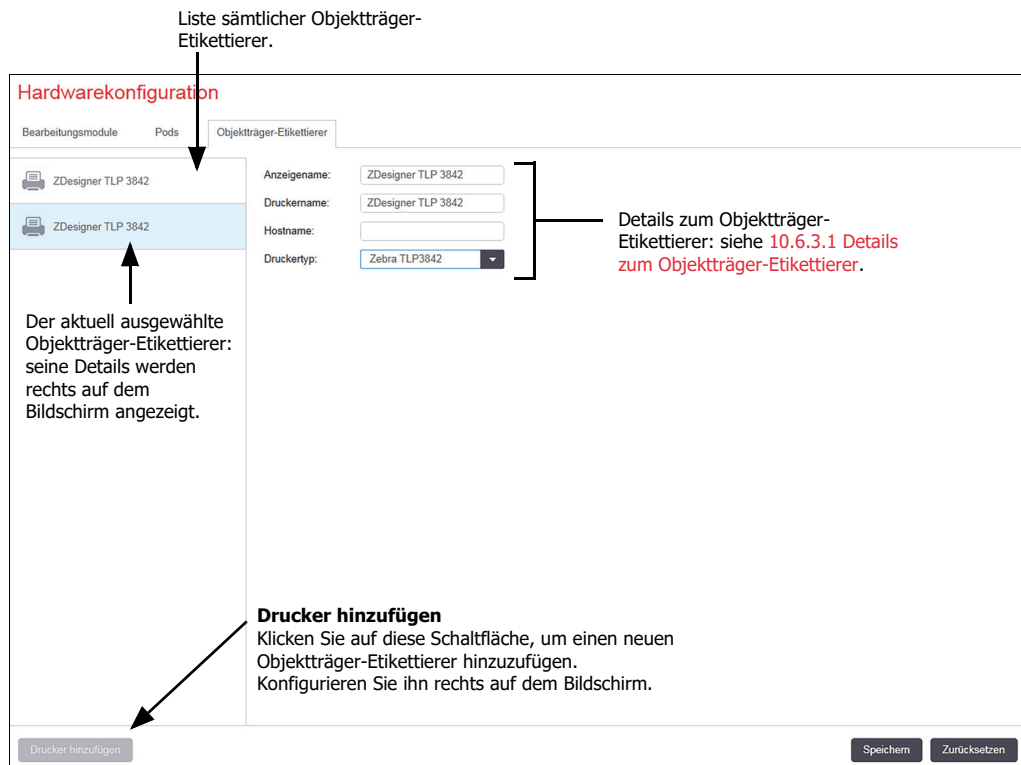 Liste sämtlicher Objektträger-
Etikettierer.
Hardwarekonfiguration
Bearbeitungsmodule Pods Objektträger-Etikettierer
ZDesigner TLP 3842
ZDesigner TLP 3842
Anzeigename: ZDesigner TLP 3842
Druckername: ZDesigner TLP 3842
Hostname:
Druckertyp: Zebra TLP3842
Details zum Objektträger-
Etikettierer: siehe 10.6.3.1 Details
zum Objektträger-Etikettierer.
Der aktuell ausgewählte
Objektträger-Etikettierer:
seine Details werden
rechts auf dem
Bildschirm angezeigt.
Drucker hinzufügen
Klicken Sie auf diese Schaltfläche, um einen neuen
Objektträger-Etikettierer hinzuzufügen.
Konfigurieren Sie ihn rechts auf dem Bildschirm.
Drucker hinzufügen
Speichern Zurücksetzen